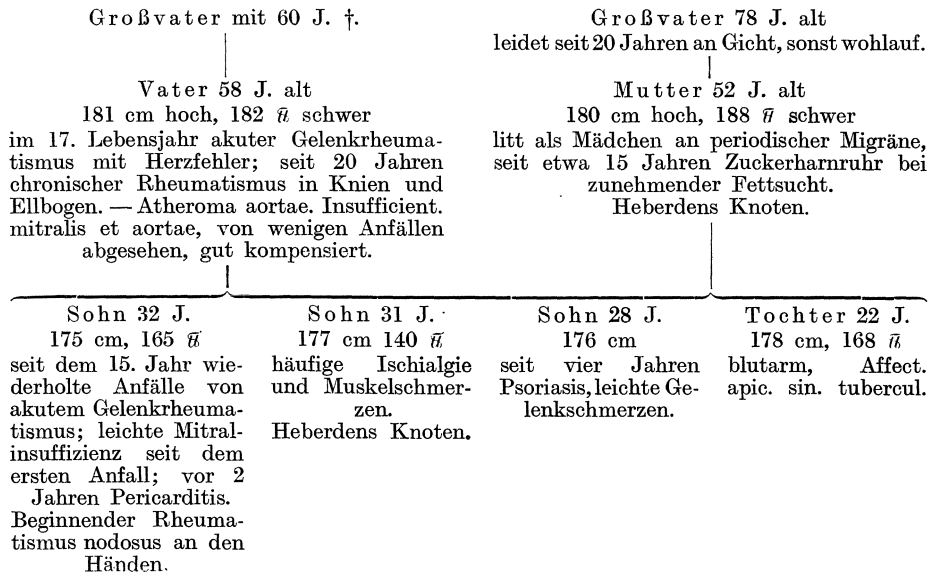 Großvater mit 60 J. †.
Großvater 78 J. alt
leidet seit 20 Jahren an Gicht, sonst wohlauf.
Vater 58 J. alt
181 cm hoch, 182 ℔ schwer
im 17. Lebensjahr akuter Gelenkrheuma-
tismus mit Herzfehler; seit 20 Jahren
chronischer Rheumatismus in Knien und
Ellbogen. — Atheroma aortae. Insufficient.
mitralis et aortae, von wenigen Anfällen
abgesehen, gut kompensiert.
Mutter 52 J. alt
180 cm hoch, 188 ℔ schwer
litt als Mädchen an periodischer Migräne,
seit etwa 15 Jahren Zuckerharnruhr bei
zunehmender Fettsucht.
Heberdens Knoten.
Sohn 32 J.
175 cm, 165 ℔
seit dem 15. Jahr wie-
derholte Anfälle von
akutem Gelenkrheuma-
tismus; leichte Mitral-
insuffizienz seit dem
ersten Anfall; vor 2
Jahren Pericarditis.
Beginnender Rheuma-
tismus nodosus an den
Händen.
Sohn 31 J.
177 cm 140 ℔
häufige Ischialgie
und Muskelschmer-
zen.
Heberdens Knoten.
Sohn 28 J.
176 cm
seit vier Jahren
Psoriasis, leichte Ge-
lenkschmerzen.
Tochter 22 J.
178 cm, 168 ℔
blutarm, Affect.
apic. sin. tubercul.